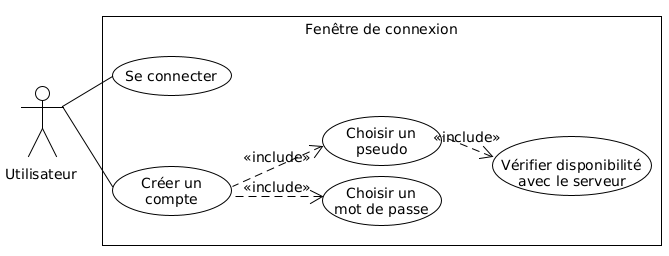 Fenêtre de connexion
Se connecter
Utilisateur
Créer un
compte
«include»
«include»
Choisir un
pseudo
Choisir un
mot de passe
«include»
Vérifier disponibilité
avec le serveur